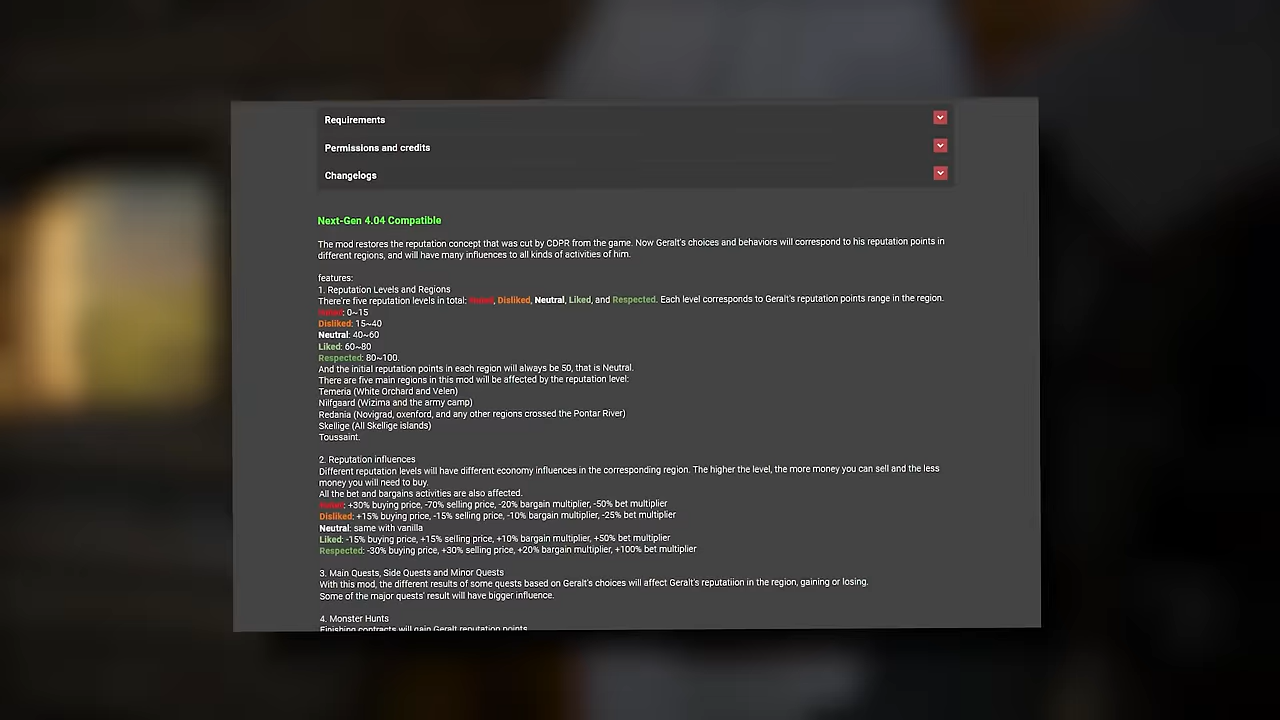 Requirements
Permissions and credits
Changelogs
Next-Gen 4.04 Compatible
The mod restores the reputation concept that was cut by CDPR from the game. Now Geralt's choices and behaviors will correspond to his reputation points in
different regions, and will have many influences to all kinds of activities of him.
features:
1. Reputation Levels and Regions
There're five reputation levels in total: , Disliked, Neutral, Liked, and Respected. Each level corresponds to Geralt's reputation points range in the region.
: 0~15
Disliked: 15~40
Neutral: 40~60
Liked: 60~80
Respected: 80~100.
And the initial reputation points in each region will always be 50, that is Neutral.
There are five main regions in this mod will be affected by the reputation level:
Temeria (White Orchard and Velen)
Nilfgaard (Wizima and the army camp)
Redania (Novigrad, oxenford, and any other regions crossed the Pontar River)
Skellige (All Skellige islands)
Toussaint.
2. Reputation influences
Different reputation levels will have different economy influences in the corresponding region. The higher the level, the more money you can sell and the less
money you will need to buy.
All the bet and bargains activities are also affected.
: +30% buying price, -70% selling price, -20% bargain multiplier, -50% bet multiplier
Disliked: +15% buying price, -15% selling price, -10% bargain multiplier, -25% bet multiplier
Neutral: same with vanilla
Liked: -15% buying price, +15% selling price, +10% bargain multiplier, +50% bet multiplier
Respected: -30% buying price, +30% selling price, +20% bargain multiplier, +100% bet multiplier
3. Main Quests, Side Quests and Minor Quests
With this mod, the different results of some quests based on Geralt's choices will affect Geralt's reputatiin in the region, gaining or losing.
Some of the major quests' result will have bigger influence.
4. Monster Hunts
Finishing contracts will gain Geralt reputation points